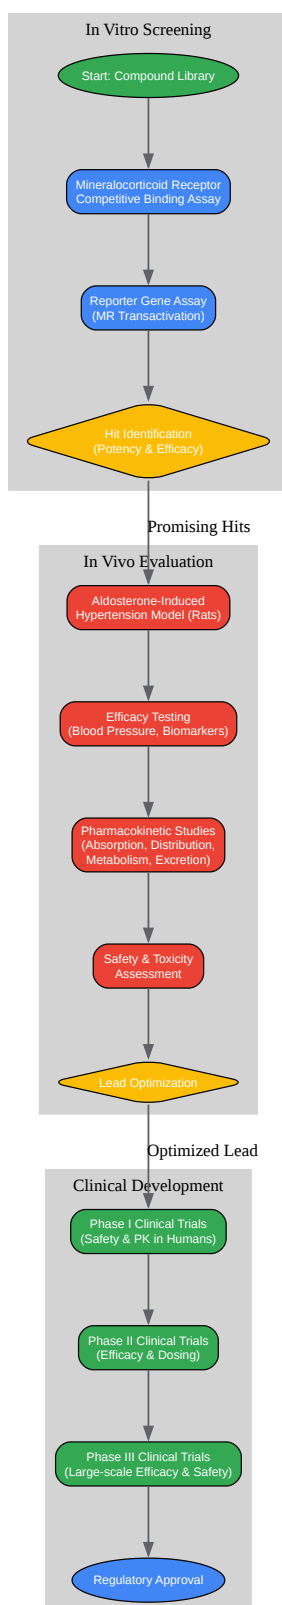 In Vitro Screening
Start: Compound Library
Mineralocorticoid Receptor
Competitive Binding Assay
Reporter Gene Assay
(MR Transactivation)
Hit Identification
(Potency & Efficacy)
Promising Hits
In Vivo Evaluation
Aldosterone-Induced
Hypertension Model (Rats)
Efficacy Testing
(Blood Pressure, Biomarkers)
Pharmacokinetic Studies
(Absorption, Distribution,
Metabolism, Excretion)
Safety & Toxicity
Assessment
Lead Optimization
Optimized Lead
Clinical Development
Phase I Clinical Trials
(Safety & PK in Humans)
Phase II Clinical Trials
(Efficacy & Dosing)
Phase III Clinical Trials
(Large-scale Efficacy & Safety)
Regulatory Approval